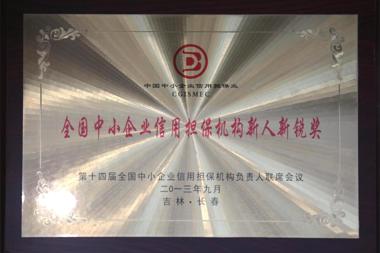 中国中小企业信用担保业
CGISMEC
全国中小企业信用担保机构新人新锐奖
第十四届全国中小企业信用担保机构负责人联席会议
二〇一三年九月
吉林·长春